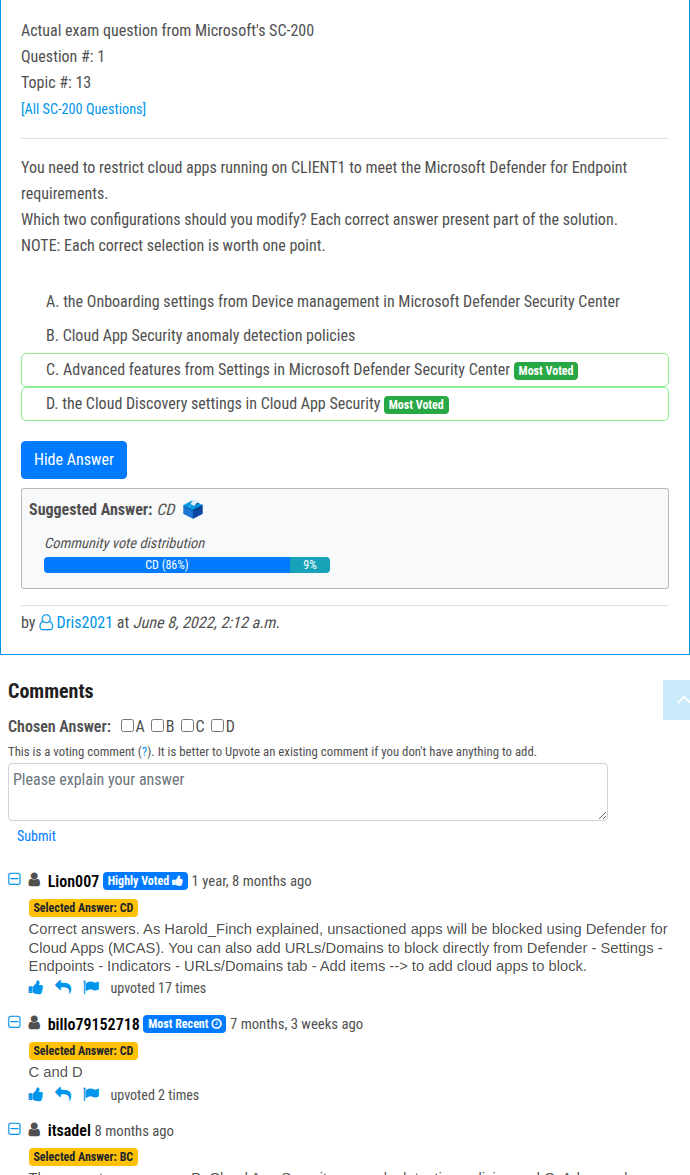 Actual exam question from Microsoft's SC-200
Question #: 1
Topic #: 13
[All SC-200 Questions]
You need to restrict cloud apps running on CLIENT1 to meet the Microsoft Defender for Endpoint
requirements.
Which two configurations should you modify? Each correct answer present part of the solution.
NOTE: Each correct selection is worth one point.
A. the Onboarding settings from Device management in Microsoft Defender Security Center
B. Cloud App Security anomaly detection policies
C. Advanced features from Settings in Microsoft Defender Security Center Most Voted
D. the Cloud Discovery settings in Cloud App Security Most Voted
Hide Answer
Suggested Answer: CD
Community vote distribution
CD (86%) 9%
by Dris2021 at June 8, 2022, 2:12 a.m.
Comments
Chosen Answer: A B C D
This is a voting comment (?). It is better to Upvote an existing comment if you don't have anything to add.
Please explain your answer
Submit
Lion007 Highly Voted 1 year, 8 months ago
Selected Answer: CD
Correct answers. As Harold_Finch explained, unsactioned apps will be blocked using Defender for
Cloud Apps (MCAS). You can also add URLs/Domains to block directly from Defender - Settings -
Endpoints - Indicators - URLs/Domains tab - Add items --> to add cloud apps to block.
upvoted 17 times
billo79152718 Most Recent 7 months, 3 weeks ago
Selected Answer: CD
C and D
upvoted 2 times
itsadel 8 months ago
Selected Answer: BC